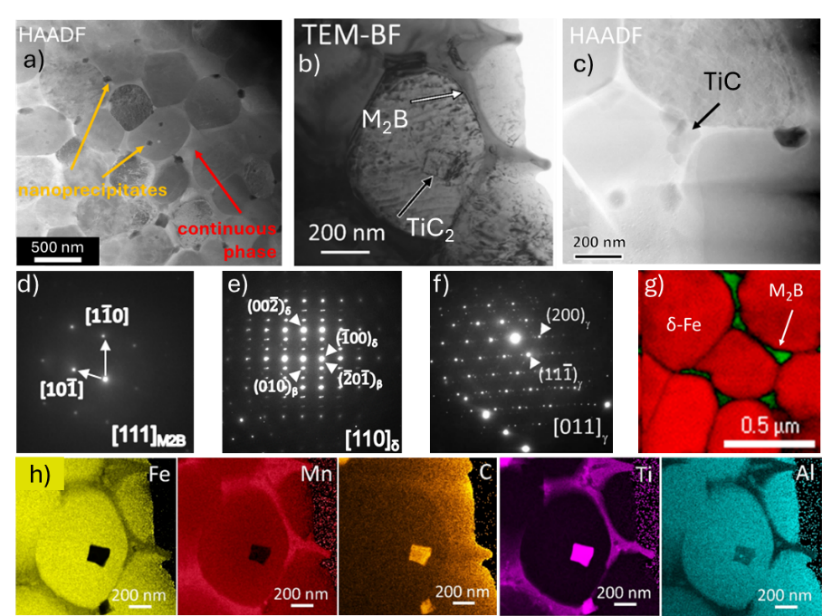 HAADF
a)
nanoprecipitates
continuous
phase
500 nm
TEM-BF
b)
M₂B
TiC₂
200 nm
HAADF
c)
TiC
200 nm
d)
[11̅0]
[101̅]
[111]M2B
e)
(002̅)δ
(1̅00)δ
(010)β
(2̅01̅)β
[110]δ
f)
(200)γ
(111̅)γ
[011]γ
g)
M₂B
δ-Fe
0.5 µm
h)
Fe
200 nm
Mn
200 nm
C
200 nm
Ti
200 nm
Al
200 nm